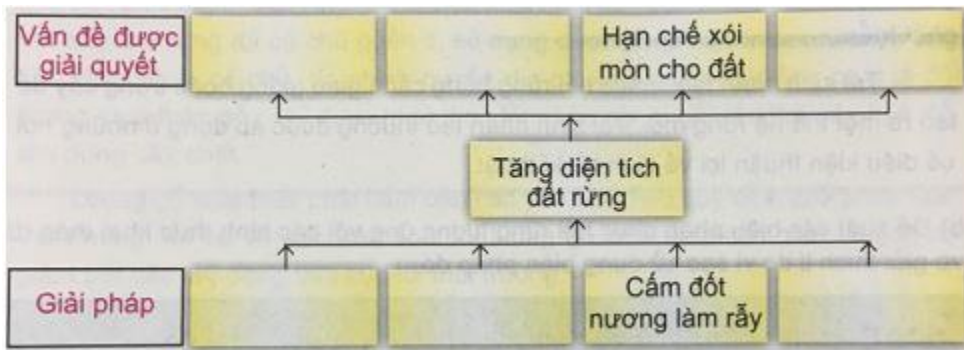 Vấn đề được
giải quyết
Hạn chế xói
mòn cho đất
Tăng diện tích
đất rừng
Giải pháp
Cấm đốt
nương làm rẫy